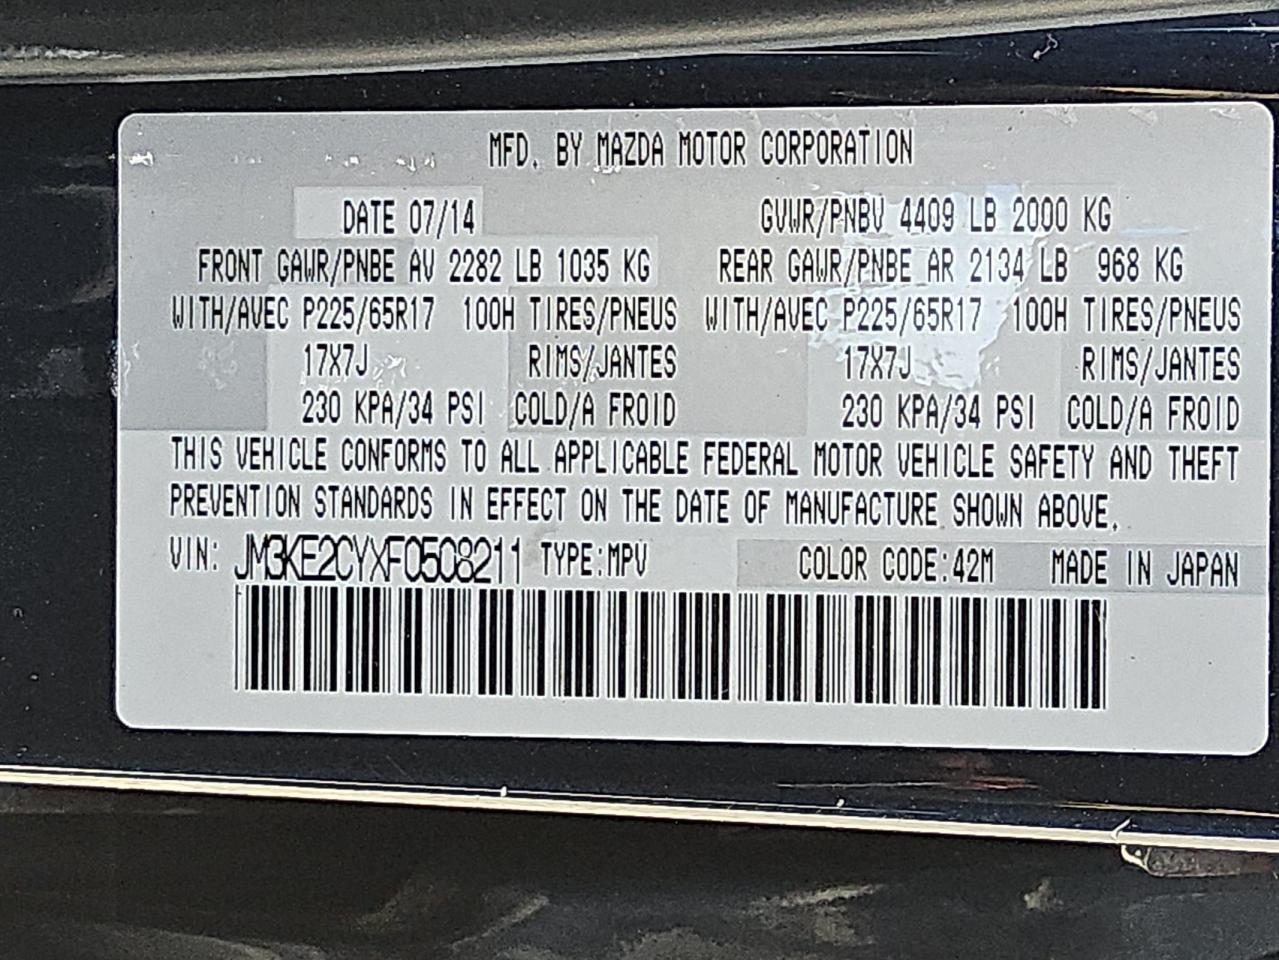 MFD. BY MAZDA MOTOR CORPORATION
DATE 07/14 GVWR/PNBV 4409 LB 2000 KG
FRONT GAWR/PNBE AV 2282 LB 1035 KG REAR GAWR/PNBE AR 2134 LB 968 KG
WITH/AVEC P225/65R17 100H TIRES/PNEUS WITH/AVEC P225/65R17 100H TIRES/PNEUS
17X7J RIMS/JANTES 17X7J RIMS/JANTES
230 KPA/34 PSI COLD/A FROID 230 KPA/34 PSI COLD/A FROID
THIS VEHICLE CONFORMS TO ALL APPLICABLE FEDERAL MOTOR VEHICLE SAFETY AND THEFT
PREVENTION STANDARDS IN EFFECT ON THE DATE OF MANUFACTURE SHOWN ABOVE.
VIN: JM3KE2CYXF0508211 TYPE:MPV COLOR CODE:42M MADE IN JAPAN